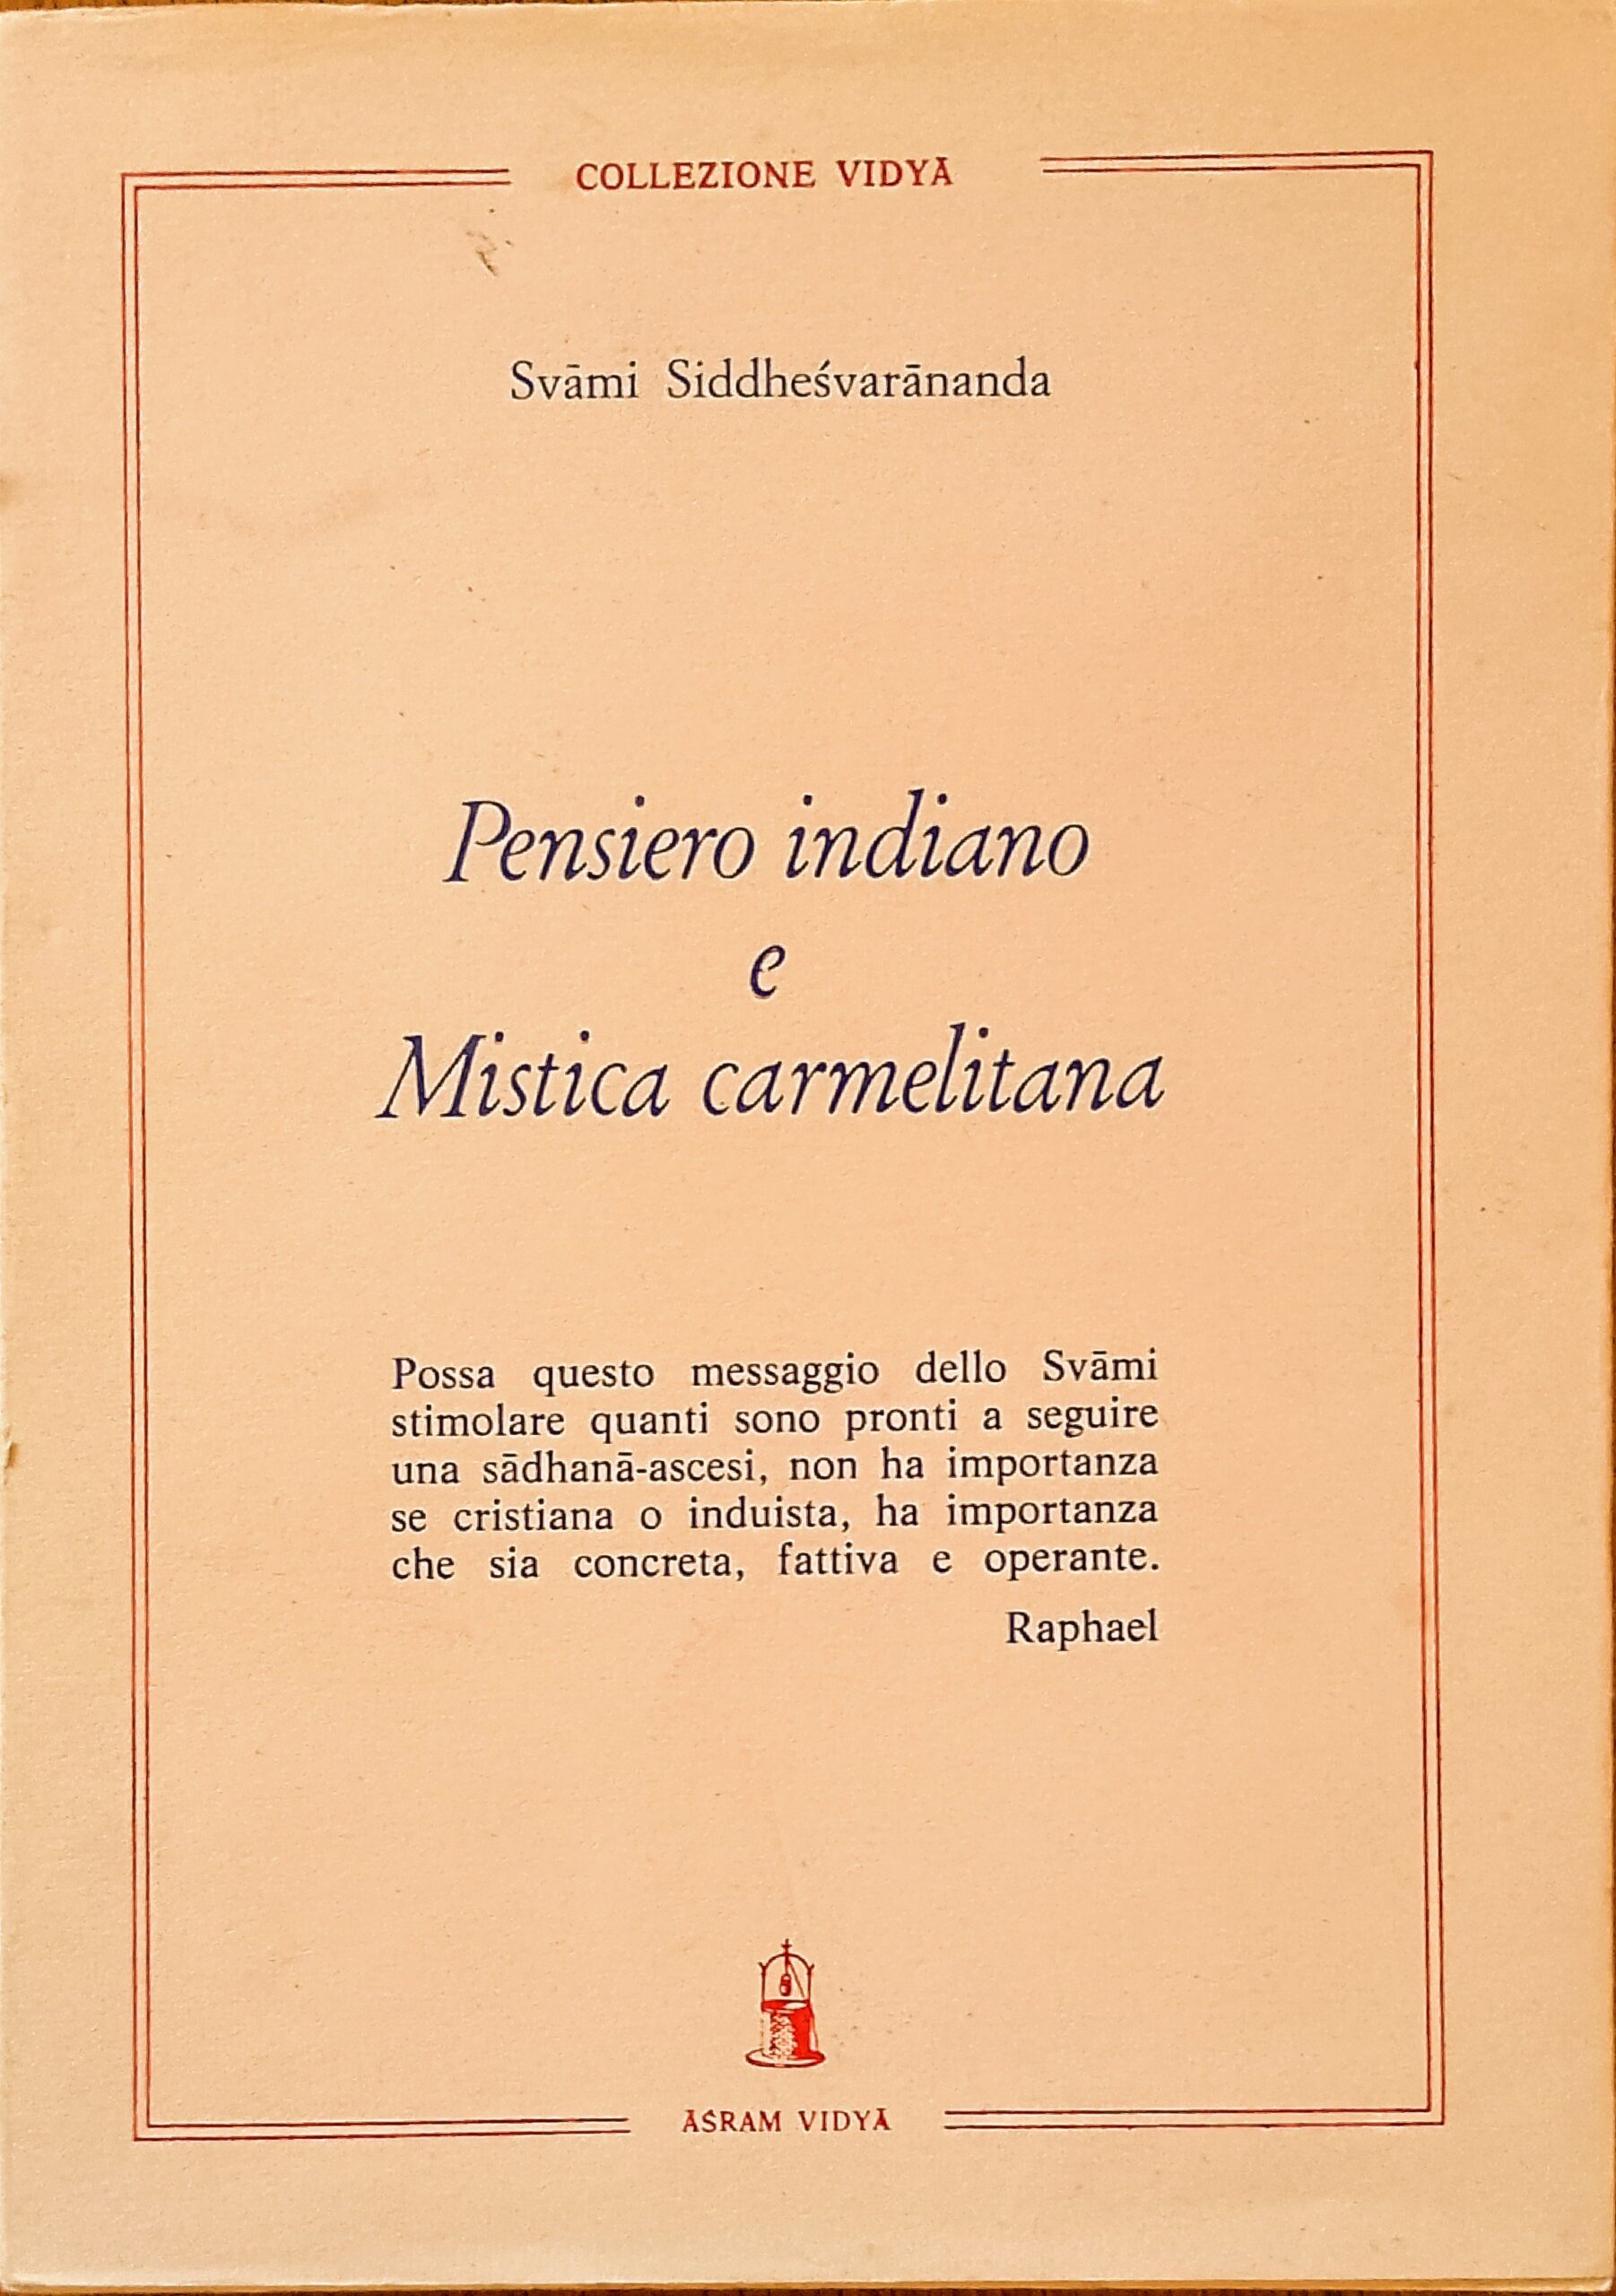 COLLEZIONE VIDYĀ
Svāmi Siddheśvarānanda
Pensiero indiano
e
Mistica carmelitana
Possa questo messaggio dello Svāmi
stimolare quanti sono pronti a seguire
una sādhanā-ascesi, non ha importanza
se cristiana o induista, ha importanza
che sia concreta, fattiva e operante.
Raphael
ĀŚRAM VIDYĀ